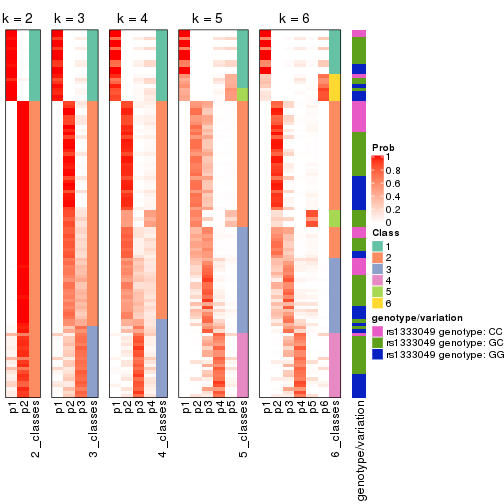 k = 2 k = 3 k = 4 k = 5 k = 6
Prob
1
0.8
0.6
0.4
0.2
0
Class
1
2
3
4
5
6
genotype/variation
rs1333049 genotype: CC
rs1333049 genotype: GC
rs1333049 genotype: GG
p1 p2 2_classes p1 p2 p3 3_classes p1 p2 p3 p4 4_classes p1 p2 p3 p4 p5 5_classes p1 p2 p3 p4 p5 p6 6_classes genotype/variation